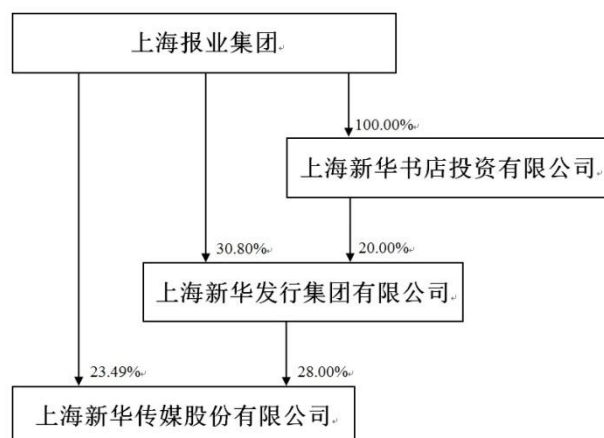 上海报业集团
100.00%
上海新华书店投资有限公司
30.80%
20.00%
上海新华发行集团有限公司
23.49%
28.00%
上海新华传媒股份有限公司